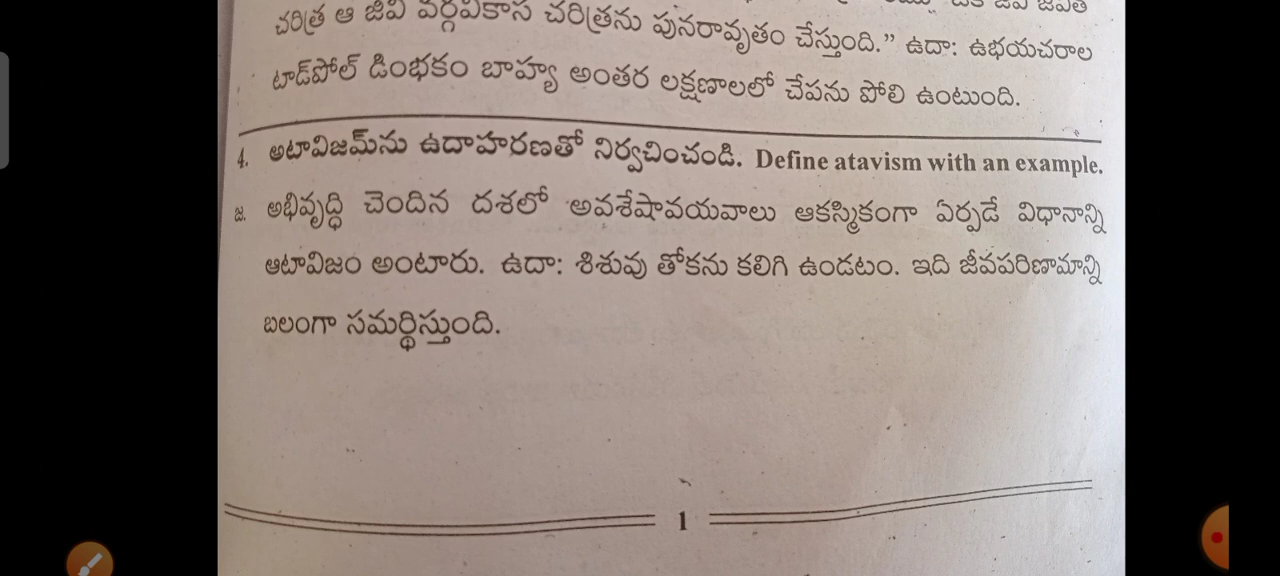 చరిత్ర ఆ జీవి వర్గవికాస చరిత్రను పునరావృతం చేస్తుంది.” ఉదా: ఉభయచరాల
టాడ్‌పోల్ డింభకం బాహ్య అంతర లక్షణాలలో చేపను పోలి ఉంటుంది.
4. అటావిజమ్‌ను ఉదాహరణతో నిర్వచించండి. Define atavism with an example.
జ. అభివృద్ధి చెందిన దశలో అవశేషావయవాలు ఆకస్మికంగా ఏర్పడే విధానాన్ని
ఆటావిజం అంటారు. ఉదా: శిశువు తోకను కలిగి ఉండటం. ఇది జీవపరిణామాన్ని
బలంగా సమర్థిస్తుంది.
1